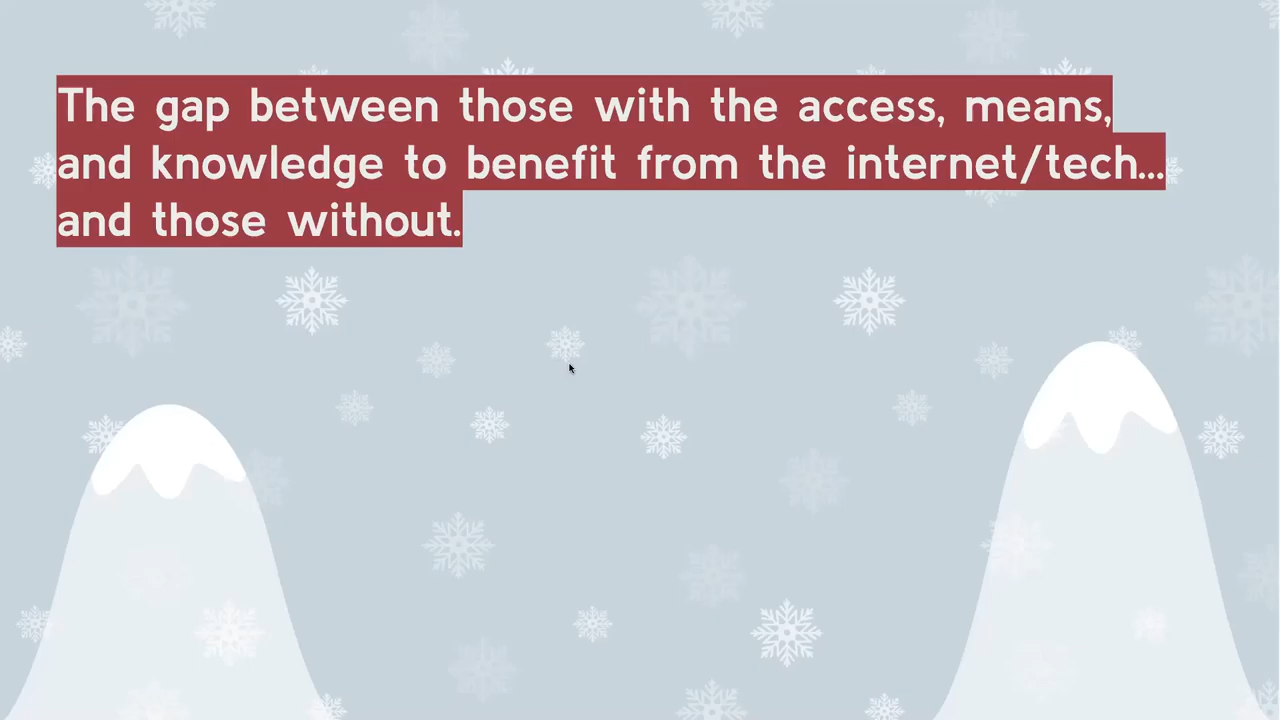 The gap between those with the access, means,
and knowledge to benefit from the internet/tech...
and those without.